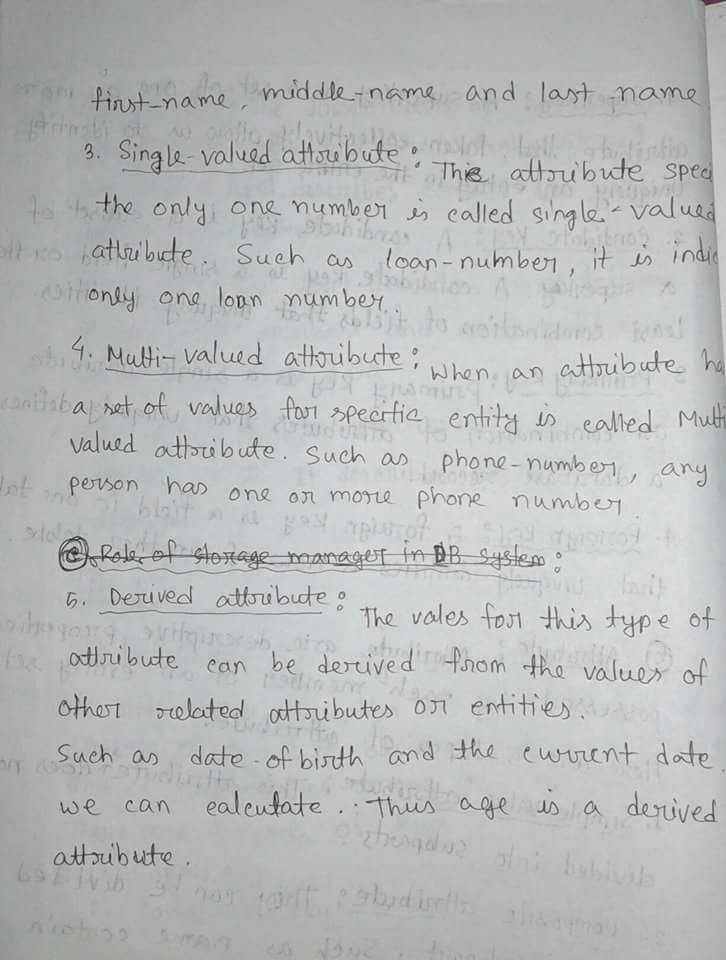 first-name, middle-name and last name
3. Single-valued attribute: This attribute speci
the only one number is called single-valued
attribute. Such as loan-number, it is indic
only one loan number.
4. Multi-valued attribute: When an attribute ha
a set of values for specific entity is called Multi
valued attribute. Such as phone-number, any
person has one or more phone number.
(e). Role of storage manager in DB system:
5. Derived attribute: The vales for this type of
attribute can be derived from the values of
other related attributes or entities.
Such as date-of birth and the current date.
we can calculate. Thus age is a derived
attribute.